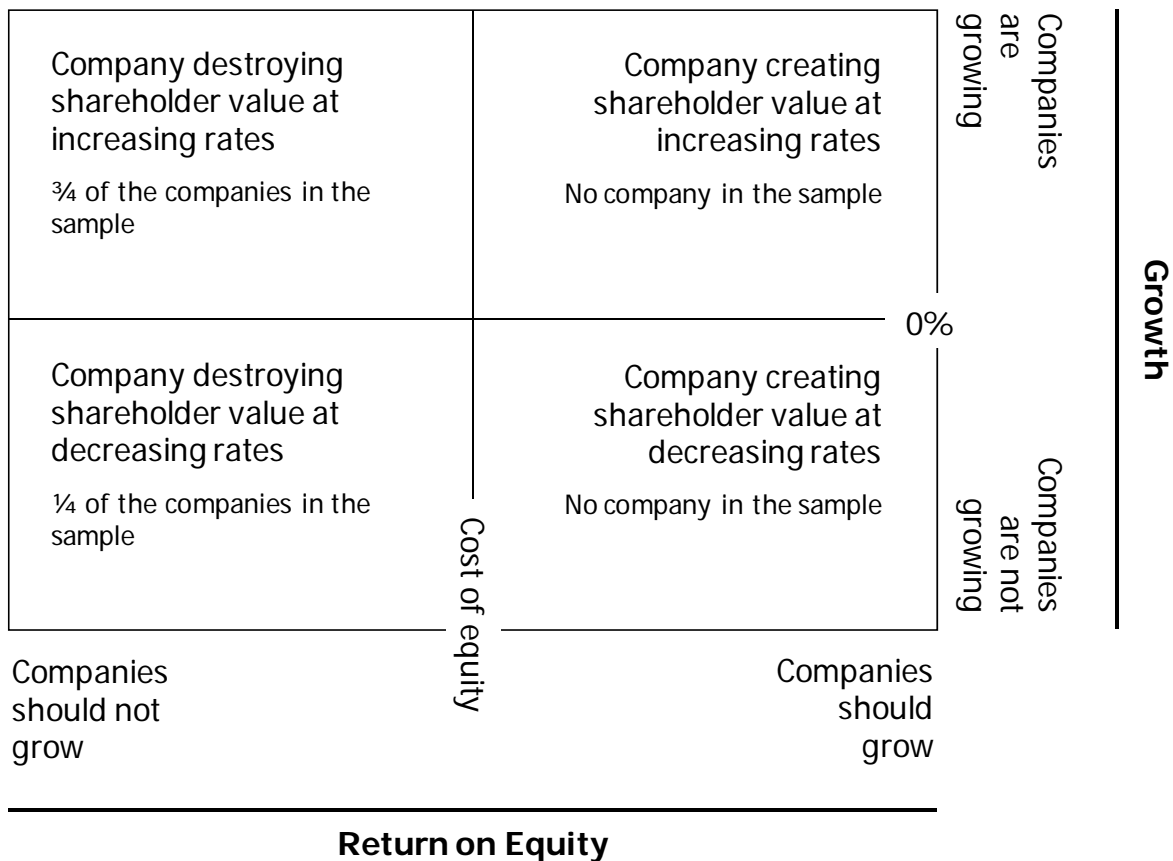 Company destroying
shareholder value at
increasing rates
¾ of the companies in the
sample
Company creating
shareholder value at
increasing rates
No company in the sample
Companies
are
growing
Growth
0%
Company destroying
shareholder value at
decreasing rates
¼ of the companies in the
sample
Company creating
shareholder value at
decreasing rates
No company in the sample
Companies
are not
growing
Cost of equity
Companies
should not
grow
Companies
should
grow
Return on Equity